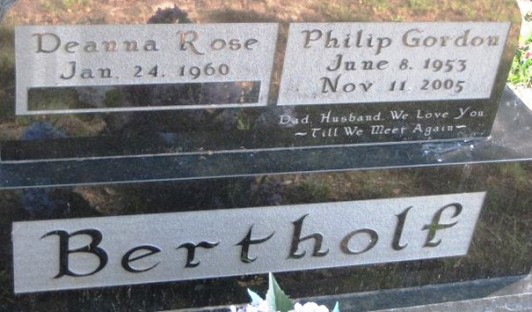 Deanna Rose
Jan. 24, 1960
Philip Gordon
June 8, 1953
Nov 11, 2005
Dad, Husband, We Love You
~Till We Meet Again~
Bertholf